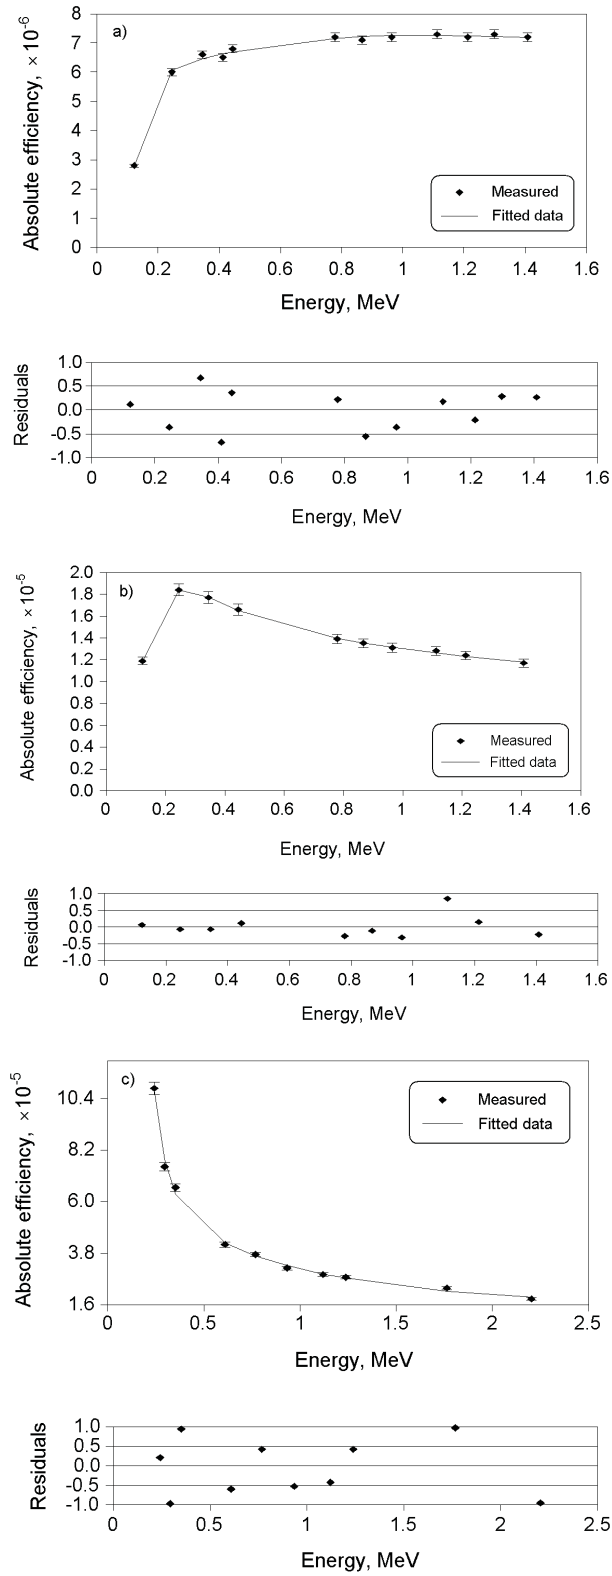 a)
Absolute efficiency, ×10-6
8
7
6
5
4
3
2
1
0
Measured
Fitted data
0 0.2 0.4 0.6 0.8 1 1.2 1.4 1.6
Energy, MeV
Residuals
1.0
0.5
0.0
-0.5
-1.0
0 0.2 0.4 0.6 0.8 1 1.2 1.4 1.6
Energy, MeV
b)
Absolute efficiency, ×10-5
2.0
1.8
1.6
1.4
1.2
1.0
0.8
0.6
0.4
0.2
0.0
Measured
Fitted data
0 0.2 0.4 0.6 0.8 1 1.2 1.4 1.6
Energy, MeV
Residuals
1.0
0.5
0.0
-0.5
-1.0
0 0.2 0.4 0.6 0.8 1 1.2 1.4 1.6
Energy, MeV
c)
Absolute efficiency, ×10-5
10.4
8.2
6.0
3.8
1.6
Measured
Fitted data
0 0.5 1 1.5 2 2.5
Energy, MeV
Residuals
1.0
0.5
0.0
-0.5
-1.0
0 0.5 1 1.5 2 2.5
Energy, MeV